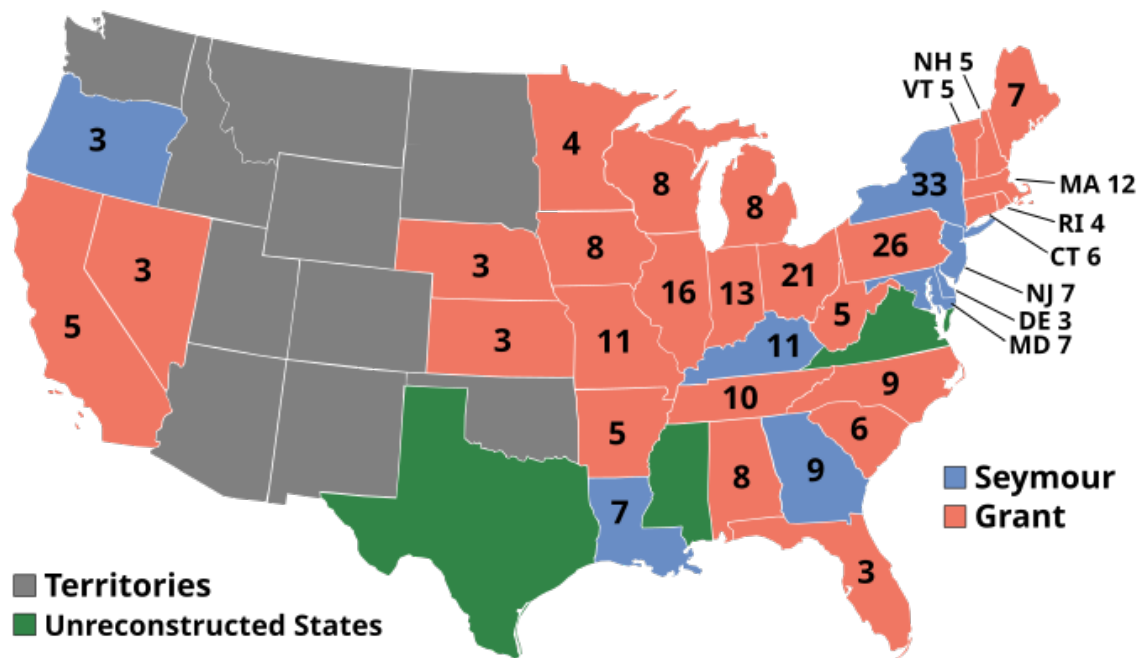 NH 5
VT 5
7
3
4
8
8
33
MA 12
RI 4
CT 6
26
8
3
3
21
16
13
NJ 7
DE 3
MD 7
5
5
3
11
11
10
9
5
6
8
9
7
3
Seymour
Grant
Territories
Unreconstructed States